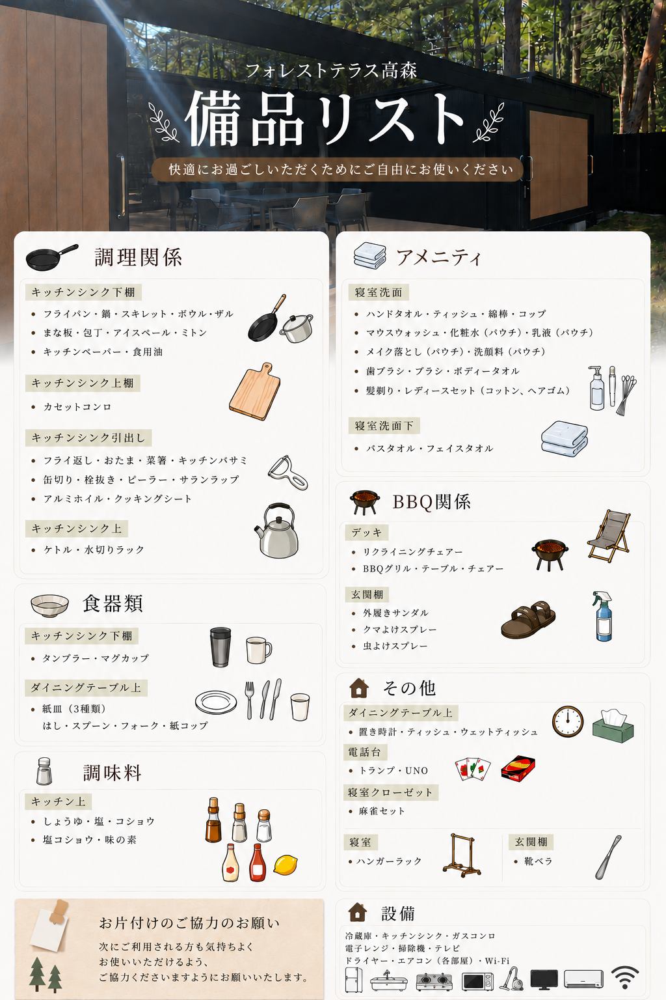 フォレストテラス高森
備品リスト
快適にお過ごしいただくためにご自由にお使いください
調理関係
キッチンシンク下棚
• フライパン・鍋・スキレット・ボウル・ザル
• まな板・包丁・アイスペール・ミトン
• キッチンペーパー・食用油
キッチンシンク上棚
• カセットコンロ
キッチンシンク引出し
• フライ返し・おたま・菜箸・キッチンバサミ
• 缶切り・栓抜き・ピーラー・サランラップ
• アルミホイル・クッキングシート
キッチンシンク上
• ケトル・水切りラック
食器類
キッチンシンク下棚
• タンブラー・マグカップ
ダイニングテーブル上
• 紙皿（3種類）
はし・スプーン・フォーク・紙コップ
調味料
キッチン上
• しょうゆ・塩・コショウ
• 塩コショウ・味の素
お片付けのご協力のお願い
次にご利用される方も気持ちよく
お使いいただけるよう、
ご協力くださいますようにお願いいたします。
アメニティ
寝室洗面
• ハンドタオル・ティッシュ・綿棒・コップ
• マウスウォッシュ・化粧水（パウチ）・乳液（パウチ）
• メイク落とし（パウチ）・洗顔料（パウチ）
• 歯ブラシ・ブラシ・ボディータオル
• 髪剃り・レディースセット（コットン、ヘアゴム）
寝室洗面下
• バスタオル・フェイスタオル
BBQ関係
デッキ
• リクライニングチェアー
• BBQグリル・テーブル・チェアー
玄関棚
• 外履きサンダル
• クマよけスプレー
• 虫よけスプレー
その他
ダイニングテーブル上
• 置き時計・ティッシュ・ウェットティッシュ
電話台
• トランプ・UNO
寝室クローゼット
• 麻雀セット
寝室
• ハンガーラック
玄関棚
• 靴ベラ
設備
冷蔵庫・キッチンシンク・ガスコンロ
電子レンジ・掃除機・テレビ
ドライヤー・エアコン（各部屋）・Wi-Fi